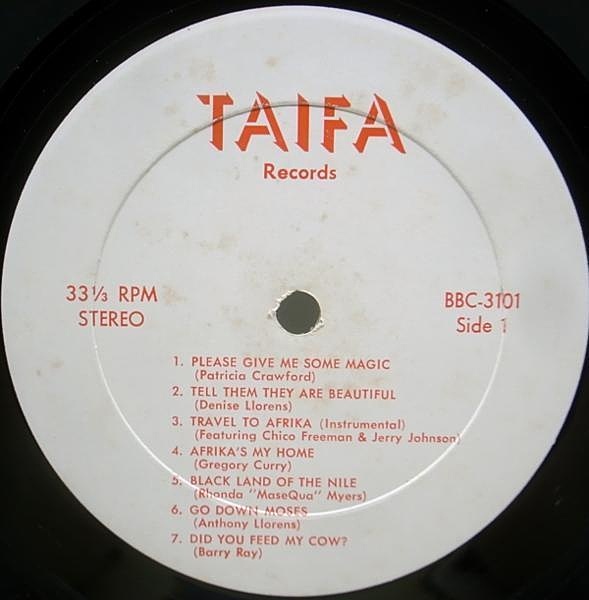 TAIFA
Records
33⅓ RPM
STEREO
BBC-3101
Side 1
1. PLEASE GIVE ME SOME MAGIC
(Patricia Crawford)
2. TELL THEM THEY ARE BEAUTIFUL
(Denise Llorens)
3. TRAVEL TO AFRIKA (Instrumental)
(Featuring Chico Freeman & Jerry Johnson)
4. AFRIKA'S MY HOME
(Gregory Curry)
5. BLACK LAND OF THE NILE
(Rhonda "MaseQua" Myers)
6. GO DOWN MOSES
(Anthony Llorens)
7. DID YOU FEED MY COW?
(Barry Ray)